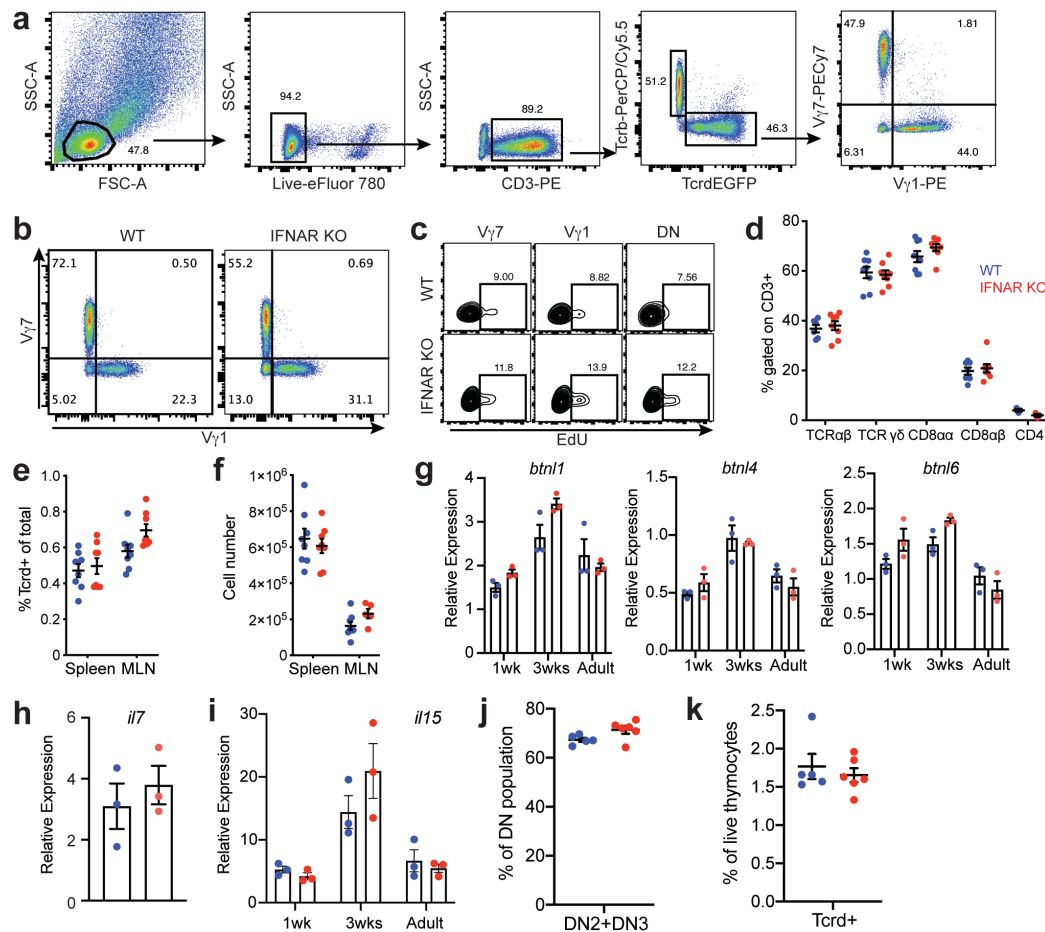 a
SSC-A
47.8
FSC-A
SSC-A
94.2
Live-eFluor 780
SSC-A
89.2
CD3-PE
Tcrb-PerCP/Cy5.5
51.2
46.3
TcrdEGFP
Vγ7-PECy7
47.9
1.81
6.31
44.0
Vγ1-PE
b
WT
IFNAR KO
Vγ7
72.1
0.50
5.02
22.3
55.2
0.69
13.0
31.1
Vγ1
c
Vγ7
Vγ1
DN
WT
9.00
8.82
7.56
IFNAR KO
11.8
13.9
12.2
EdU
d
% gated on CD3+
80
60
40
20
0
WT
IFNAR KO
TCRαβ
TCR γδ
CD8αα
CD8αβ
CD4
e
%Tcrd+ of total
1.0
0.8
0.6
0.4
0.2
0.0
Spleen MLN
f
Cell number
1×10⁶
8×10⁵
6×10⁵
4×10⁵
2×10⁵
0
Spleen MLN
g
btnl1
Relative Expression
4
3
2
1
0
1wk
3wks
Adult
btnl4
Relative Expression
1.5
1.0
0.5
0.0
1wk
3wks
Adult
btnl6
Relative Expression
2.5
2.0
1.5
1.0
0.5
0.0
1wk
3wks
Adult
h
il7
Relative Expression
6
4
2
0
i
il15
Relative Expression
30
20
10
0
1wk
3wks
Adult
j
% of DN population
100
80
60
40
20
0
DN2+DN3
k
% of live thymocytes
2.5
2.0
1.5
1.0
0.5
0.0
Tcrd+